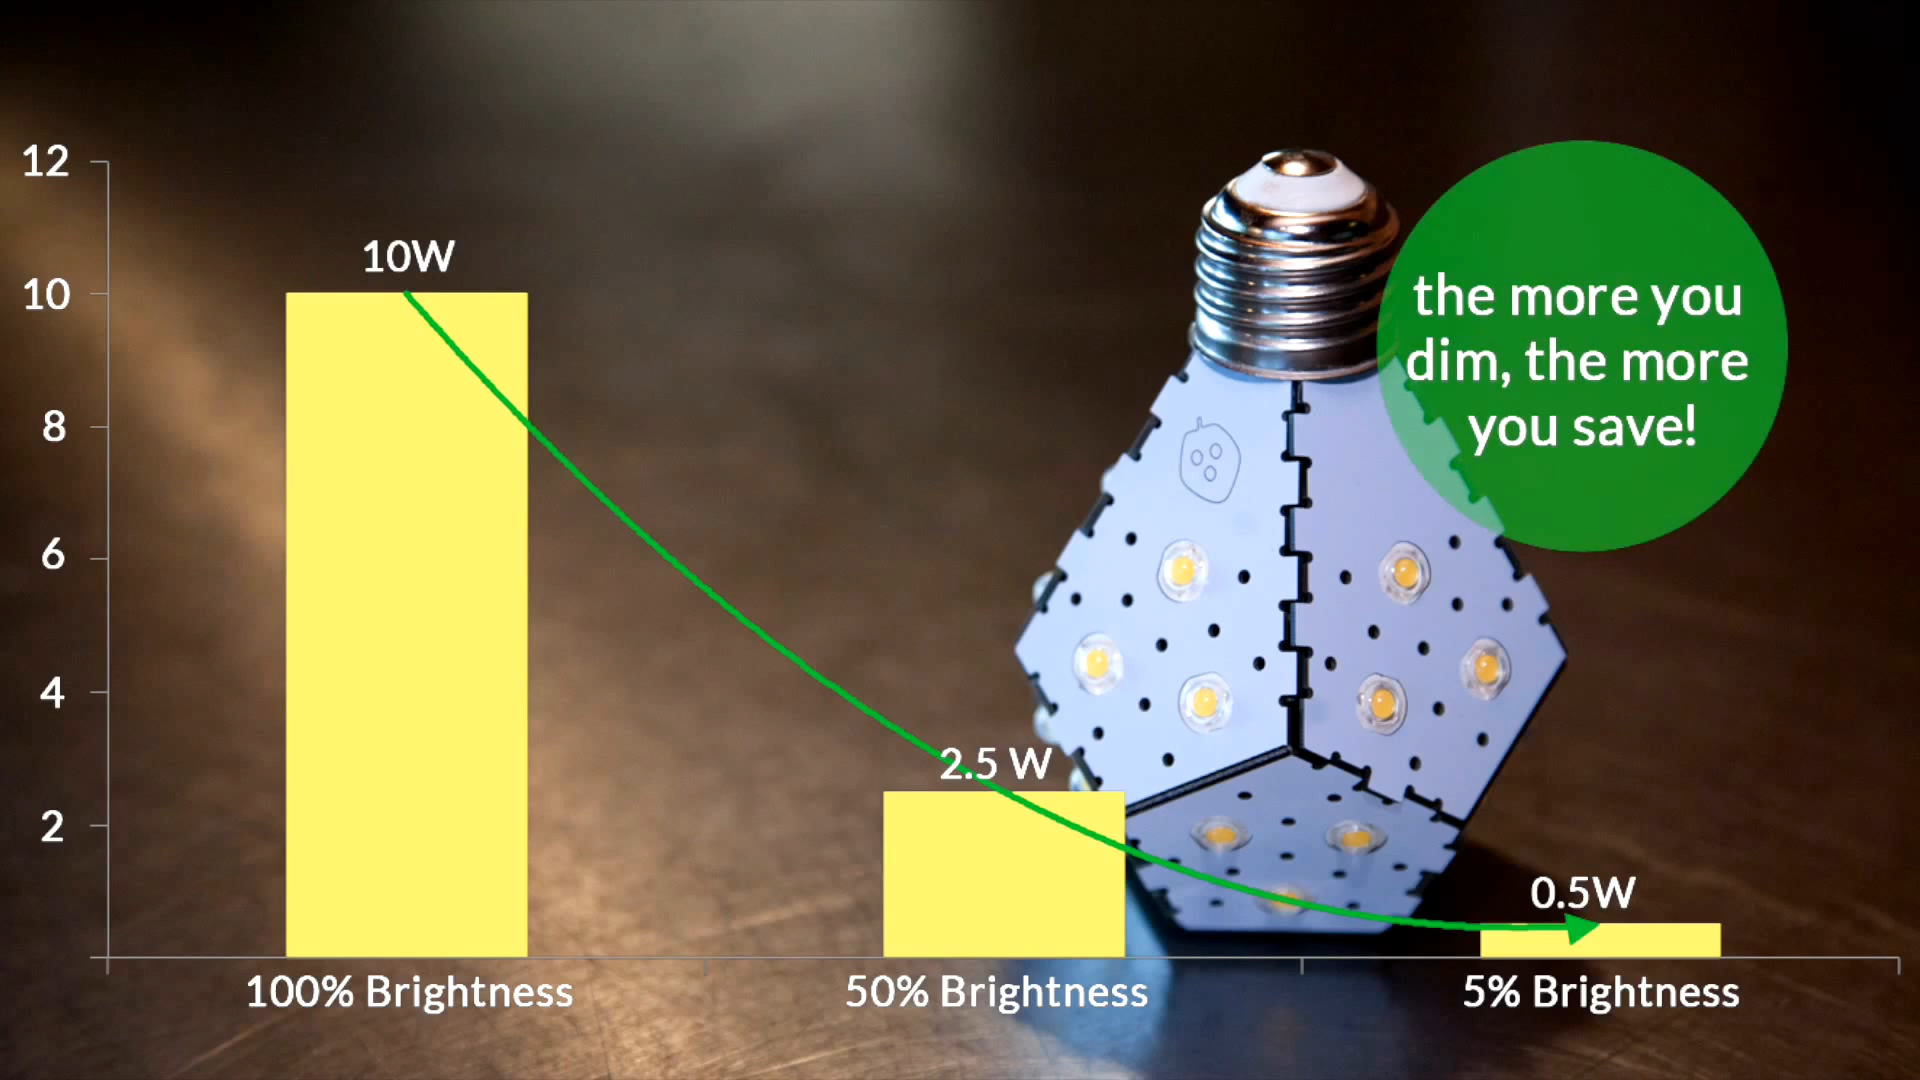 12
10
8
6
4
2
10W
2.5 W
0.5W
100% Brightness
50% Brightness
5% Brightness
the more you
dim, the more
you save!